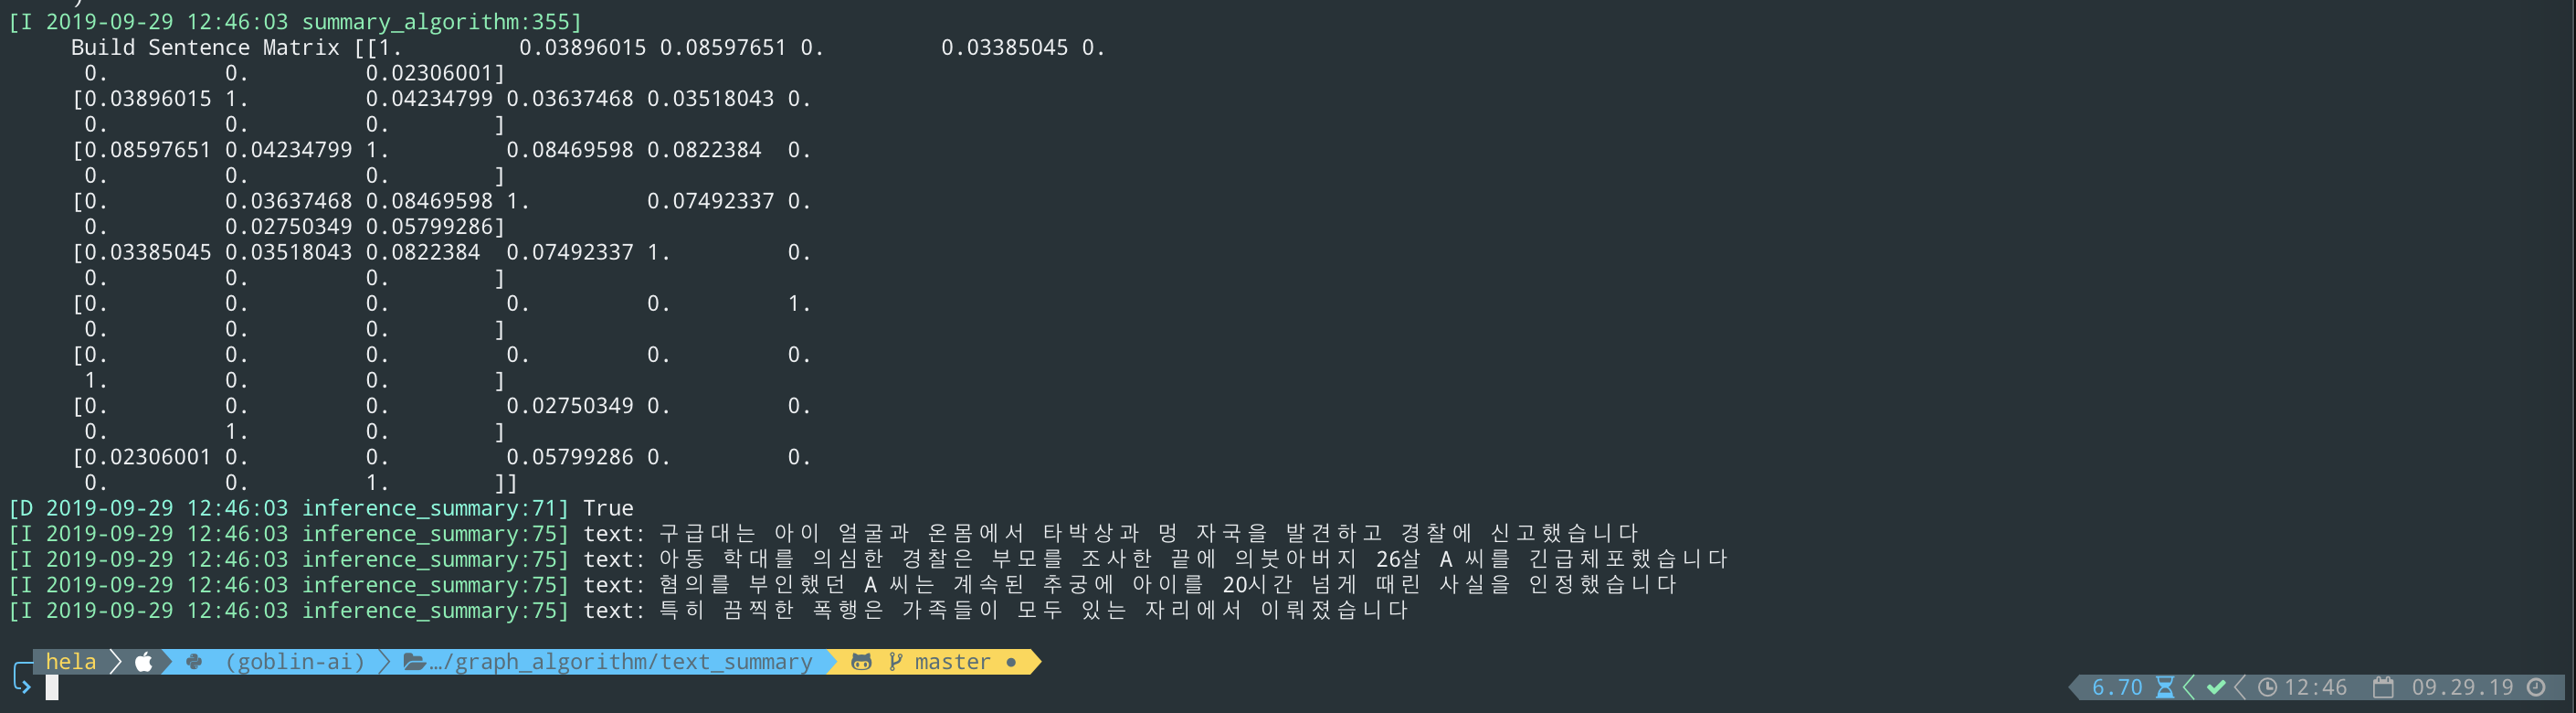 )
[I 2019-09-29 12:46:03 summary_algorithm:355]
     Build Sentence Matrix [[1.         0.03896015 0.08597651 0.         0.03385045 0.
      0.         0.         0.02306001]
     [0.03896015 1.         0.04234799 0.03637468 0.03518043 0.
      0.         0.         0.        ]
     [0.08597651 0.04234799 1.         0.08469598 0.0822384  0.
      0.         0.         0.        ]
     [0.         0.03637468 0.08469598 1.         0.07492337 0.
      0.         0.02750349 0.05799286]
     [0.03385045 0.03518043 0.0822384  0.07492337 1.         0.
      0.         0.         0.        ]
     [0.         0.         0.         0.         0.         1.
      0.         0.         0.        ]
     [0.         0.         0.         0.         0.         0.
      1.         0.         0.        ]
     [0.         0.         0.         0.02750349 0.         0.
      0.         1.         0.        ]
     [0.02306001 0.         0.         0.05799286 0.         0.
      0.         0.         1.        ]]
[D 2019-09-29 12:46:03 inference_summary:71] True
[I 2019-09-29 12:46:03 inference_summary:75] text: 구급대는 아이 얼굴과 온몸에서 타박상과 멍 자국을 발견하고 경찰에 신고했습니다
[I 2019-09-29 12:46:03 inference_summary:75] text: 아동 학대를 의심한 경찰은 부모를 조사한 끝에 의붓아버지 26살 A 씨를 긴급체포했습니다
[I 2019-09-29 12:46:03 inference_summary:75] text: 혐의를 부인했던 A 씨는 계속된 추궁에 아이를 20시간 넘게 때린 사실을 인정했습니다
[I 2019-09-29 12:46:03 inference_summary:75] text: 특히 끔찍한 폭행은 가족들이 모두 있는 자리에서 이뤄졌습니다
hela (goblin-ai) …/graph_algorithm/text_summary master ●
6.70 12:46 09.29.19